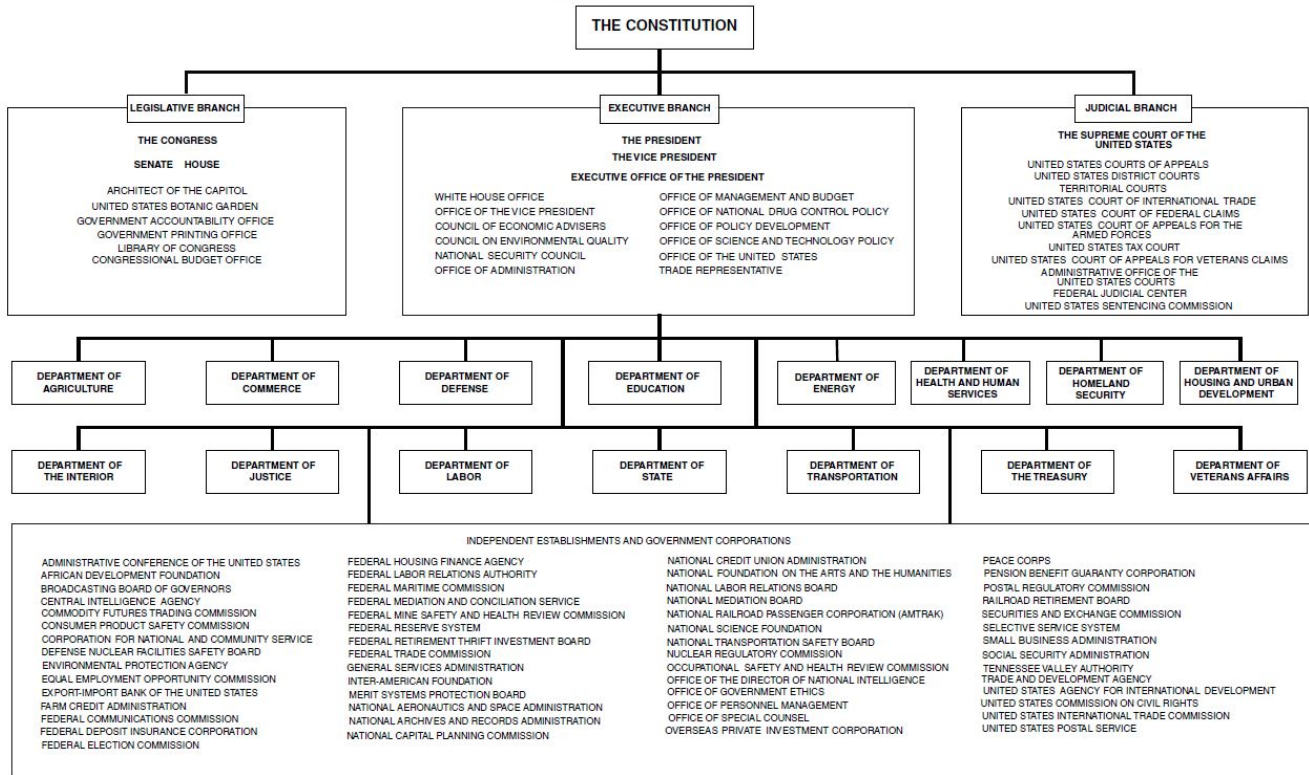 THE CONSTITUTION
LEGISLATIVE BRANCH
THE CONGRESS
SENATE HOUSE
ARCHITECT OF THE CAPITOL
UNITED STATES BOTANIC GARDEN
GOVERNMENT ACCOUNTABILITY OFFICE
GOVERNMENT PRINTING OFFICE
LIBRARY OF CONGRESS
CONGRESSIONAL BUDGET OFFICE
EXECUTIVE BRANCH
THE PRESIDENT
THE VICE PRESIDENT
EXECUTIVE OFFICE OF THE PRESIDENT
WHITE HOUSE OFFICE
OFFICE OF THE VICE PRESIDENT
COUNCIL OF ECONOMIC ADVISERS
COUNCIL ON ENVIRONMENTAL QUALITY
NATIONAL SECURITY COUNCIL
OFFICE OF ADMINISTRATION
OFFICE OF MANAGEMENT AND BUDGET
OFFICE OF NATIONAL DRUG CONTROL POLICY
OFFICE OF POLICY DEVELOPMENT
OFFICE OF SCIENCE AND TECHNOLOGY POLICY
OFFICE OF THE UNITED STATES
TRADE REPRESENTATIVE
JUDICIAL BRANCH
THE SUPREME COURT OF THE
UNITED STATES
UNITED STATES COURTS OF APPEALS
UNITED STATES DISTRICT COURTS
TERRITORIAL COURTS
UNITED STATES COURT OF INTERNATIONAL TRADE
UNITED STATES COURT OF FEDERAL CLAIMS
UNITED STATES COURT OF APPEALS FOR THE
ARMED FORCES
UNITED STATES TAX COURT
UNITED STATES COURT OF APPEALS FOR VETERANS CLAIMS
ADMINISTRATIVE OFFICE OF THE
UNITED STATES COURTS
FEDERAL JUDICIAL CENTER
UNITED STATES SENTENCING COMMISSION
DEPARTMENT OF
AGRICULTURE
DEPARTMENT OF
COMMERCE
DEPARTMENT OF
DEFENSE
DEPARTMENT OF
EDUCATION
DEPARTMENT OF
ENERGY
DEPARTMENT OF
HEALTH AND HUMAN
SERVICES
DEPARTMENT OF
HOMELAND
SECURITY
DEPARTMENT OF
HOUSING AND URBAN
DEVELOPMENT
DEPARTMENT OF
THE INTERIOR
DEPARTMENT OF
JUSTICE
DEPARTMENT OF
LABOR
DEPARTMENT OF
STATE
DEPARTMENT OF
TRANSPORTATION
DEPARTMENT OF
THE TREASURY
DEPARTMENT OF
VETERANS AFFAIRS
INDEPENDENT ESTABLISHMENTS AND GOVERNMENT CORPORATIONS
ADMINISTRATIVE CONFERENCE OF THE UNITED STATES
AFRICAN DEVELOPMENT FOUNDATION
BROADCASTING BOARD OF GOVERNORS
CENTRAL INTELLIGENCE AGENCY
COMMODITY FUTURES TRADING COMMISSION
CONSUMER PRODUCT SAFETY COMMISSION
CORPORATION FOR NATIONAL AND COMMUNITY SERVICE
DEFENSE NUCLEAR FACILITIES SAFETY BOARD
ENVIRONMENTAL PROTECTION AGENCY
EQUAL EMPLOYMENT OPPORTUNITY COMMISSION
EXPORT-IMPORT BANK OF THE UNITED STATES
FARM CREDIT ADMINISTRATION
FEDERAL COMMUNICATIONS COMMISSION
FEDERAL DEPOSIT INSURANCE CORPORATION
FEDERAL ELECTION COMMISSION
FEDERAL HOUSING FINANCE AGENCY
FEDERAL LABOR RELATIONS AUTHORITY
FEDERAL MARITIME COMMISSION
FEDERAL MEDIATION AND CONCILIATION SERVICE
FEDERAL MINE SAFETY AND HEALTH REVIEW COMMISSION
FEDERAL RESERVE SYSTEM
FEDERAL RETIREMENT THRIFT INVESTMENT BOARD
FEDERAL TRADE COMMISSION
GENERAL SERVICES ADMINISTRATION
INTER-AMERICAN FOUNDATION
MERIT SYSTEMS PROTECTION BOARD
NATIONAL AERONAUTICS AND SPACE ADMINISTRATION
NATIONAL ARCHIVES AND RECORDS ADMINISTRATION
NATIONAL CAPITAL PLANNING COMMISSION
NATIONAL CREDIT UNION ADMINISTRATION
NATIONAL FOUNDATION ON THE ARTS AND THE HUMANITIES
NATIONAL LABOR RELATIONS BOARD
NATIONAL MEDIATION BOARD
NATIONAL RAILROAD PASSENGER CORPORATION (AMTRAK)
NATIONAL SCIENCE FOUNDATION
NATIONAL TRANSPORTATION SAFETY BOARD
NUCLEAR REGULATORY COMMISSION
OCCUPATIONAL SAFETY AND HEALTH REVIEW COMMISSION
OFFICE OF THE DIRECTOR OF NATIONAL INTELLIGENCE
OFFICE OF GOVERNMENT ETHICS
OFFICE OF PERSONNEL MANAGEMENT
OFFICE OF SPECIAL COUNSEL
OVERSEAS PRIVATE INVESTMENT CORPORATION
PEACE CORPS
PENSION BENEFIT GUARANTY CORPORATION
POSTAL REGULATORY COMMISSION
RAILROAD RETIREMENT BOARD
SECURITIES AND EXCHANGE COMMISSION
SELECTIVE SERVICE SYSTEM
SMALL BUSINESS ADMINISTRATION
SOCIAL SECURITY ADMINISTRATION
TENNESSEE VALLEY AUTHORITY
TRADE AND DEVELOPMENT AGENCY
UNITED STATES AGENCY FOR INTERNATIONAL DEVELOPMENT
UNITED STATES COMMISSION ON CIVIL RIGHTS
UNITED STATES INTERNATIONAL TRADE COMMISSION
UNITED STATES POSTAL SERVICE